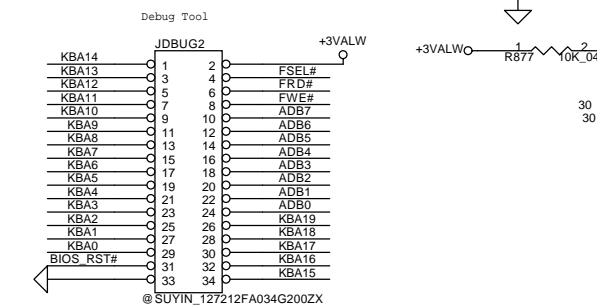 Debug Tool
JDBUG2
+3VALW
+3VALW
1
2
R877
10K_04
30
30
KBA14 1 2
KBA13 3 4 FSEL#
KBA12 5 6 FRD#
KBA11 7 8 FWE#
KBA10 9 10 ADB7
KBA9 11 12 ADB6
KBA8 13 14 ADB5
KBA7 15 16 ADB4
KBA6 17 18 ADB3
KBA5 19 20 ADB2
KBA4 21 22 ADB1
KBA3 23 24 ADB0
KBA2 25 26 KBA19
KBA1 27 28 KBA18
KBA0 29 30 KBA17
BIOS_RST# 31 32 KBA16
33 34 KBA15
@SUYIN_127212FA034G200ZX